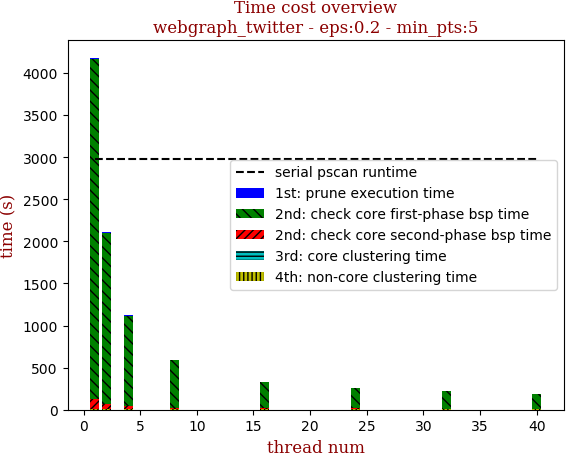 Time cost overview
webgraph_twitter - eps:0.2 - min_pts:5
time (s)
4000
3500
3000
2500
2000
1500
1000
500
0
serial pscan runtime
1st: prune execution time
2nd: check core first-phase bsp time
2nd: check core second-phase bsp time
3rd: core clustering time
4th: non-core clustering time
0 5 10 15 20 25 30 35 40
thread num